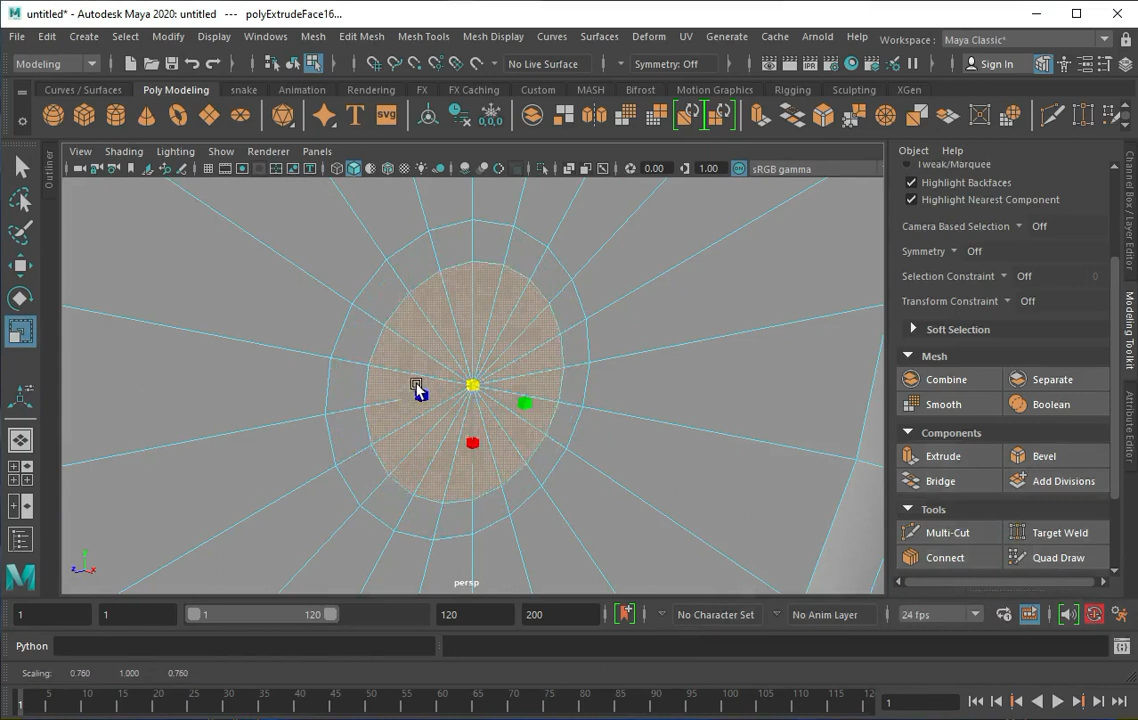 untitled* - Autodesk Maya 2020: untitled --- polyExtrudeFace16...
File Edit Create Select Modify Display Windows Mesh Edit Mesh Mesh Tools Mesh Display Curves Surfaces Deform UV Generate Cache Arnold Help Workspace : Maya Classic*
Modeling No Live Surface Symmetry: Off Sign In
Curves / Surfaces Poly Modeling snake Animation Rendering FX FX Caching Custom MASH Bifrost Motion Graphics Rigging Sculpting XGen
T SVG 0,0,0
View Shading Lighting Show Renderer Panels
0.00 1.00 sRGB gamma
Outliner
Object Help
Tweak/Marquee
Highlight Backfaces
Highlight Nearest Component
Camera Based Selection Off
Symmetry Off
Selection Constraint Off 0
Transform Constraint Off
Soft Selection
Mesh
Combine Separate
Smooth Boolean
Components
Extrude Bevel
Bridge Add Divisions
Tools
Multi-Cut Target Weld
Connect Quad Draw
Channel Box / Layer Editor
Modeling Toolkit
Attribute Editor
y
z x
persp
1 1 1 120 120 200 No Character Set No Anim Layer 24 fps
Python
Scaling: 0.760 1.000 0.760
1 5 10 15 20 25 30 35 40 45 50 55 60 65 70 75 80 85 90 95 100 105 110 115 12 1